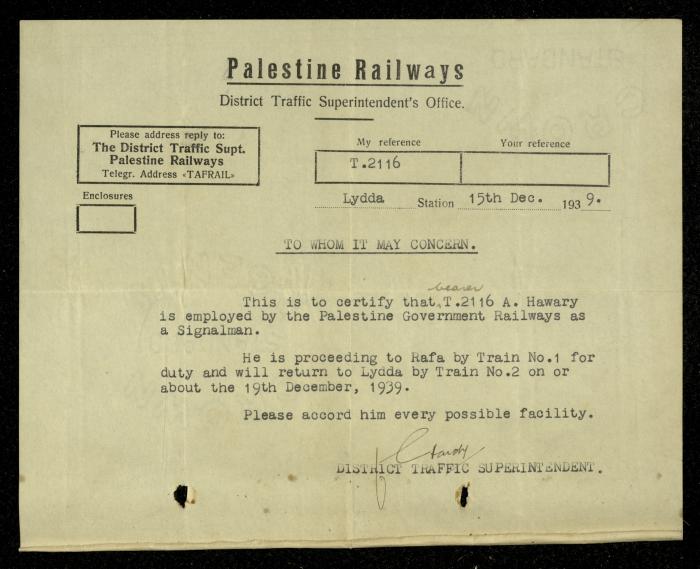 Palestine Railways
District Traffic Superintendent's Office.
Please address reply to:
The District Traffic Supt.
Palestine Railways
Telegr. Address «TAFRAIL»
Enclosures
My reference Your reference
T.2116
Lydda Station 15th Dec. 1939.
TO WHOM IT MAY CONCERN.
bearer
This is to certify that T.2116 A. Hawary
is employed by the Palestine Government Railways as
a Signalman.
He is proceeding to Rafa by Train No.1 for
duty and will return to Lydda by Train No.2 on or
about the 19th December, 1939.
Please accord him every possible facility.
DISTRICT TRAFFIC SUPERINTENDENT.